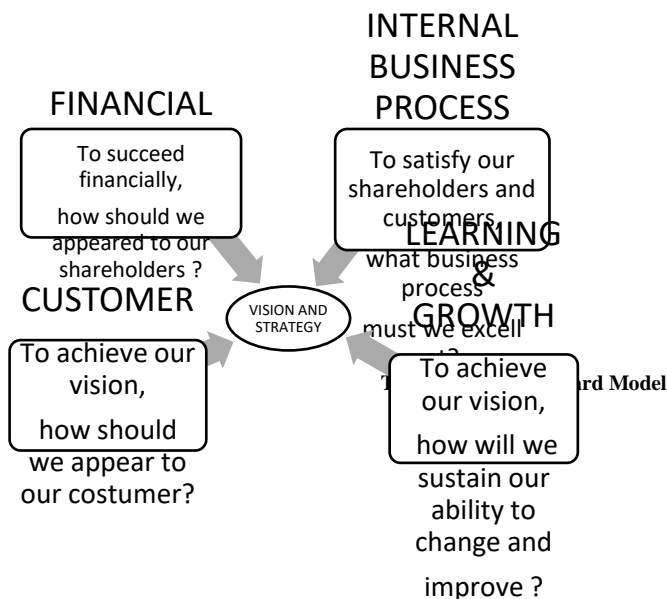 FINANCIAL
To succeed
financially,
how should we
appeared to our
shareholders ?
INTERNAL
BUSINESS
PROCESS
To satisfy our
shareholders and
customers,
what business
process
must we excell
CUSTOMER
To achieve our
vision,
how should
we appear to
our costumer?
VISION AND
STRATEGY
LEARNING
&
GROWTH
To achieve
our vision,
how will we
sustain our
ability to
change and
improve ?
Model